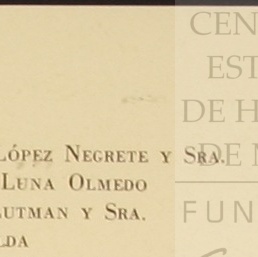 CEN
EST
DE H
DE M
FUN
LÓPEZ NEGRETE Y SRA.
LUNA OLMEDO
UTMAN Y SRA.
LDA